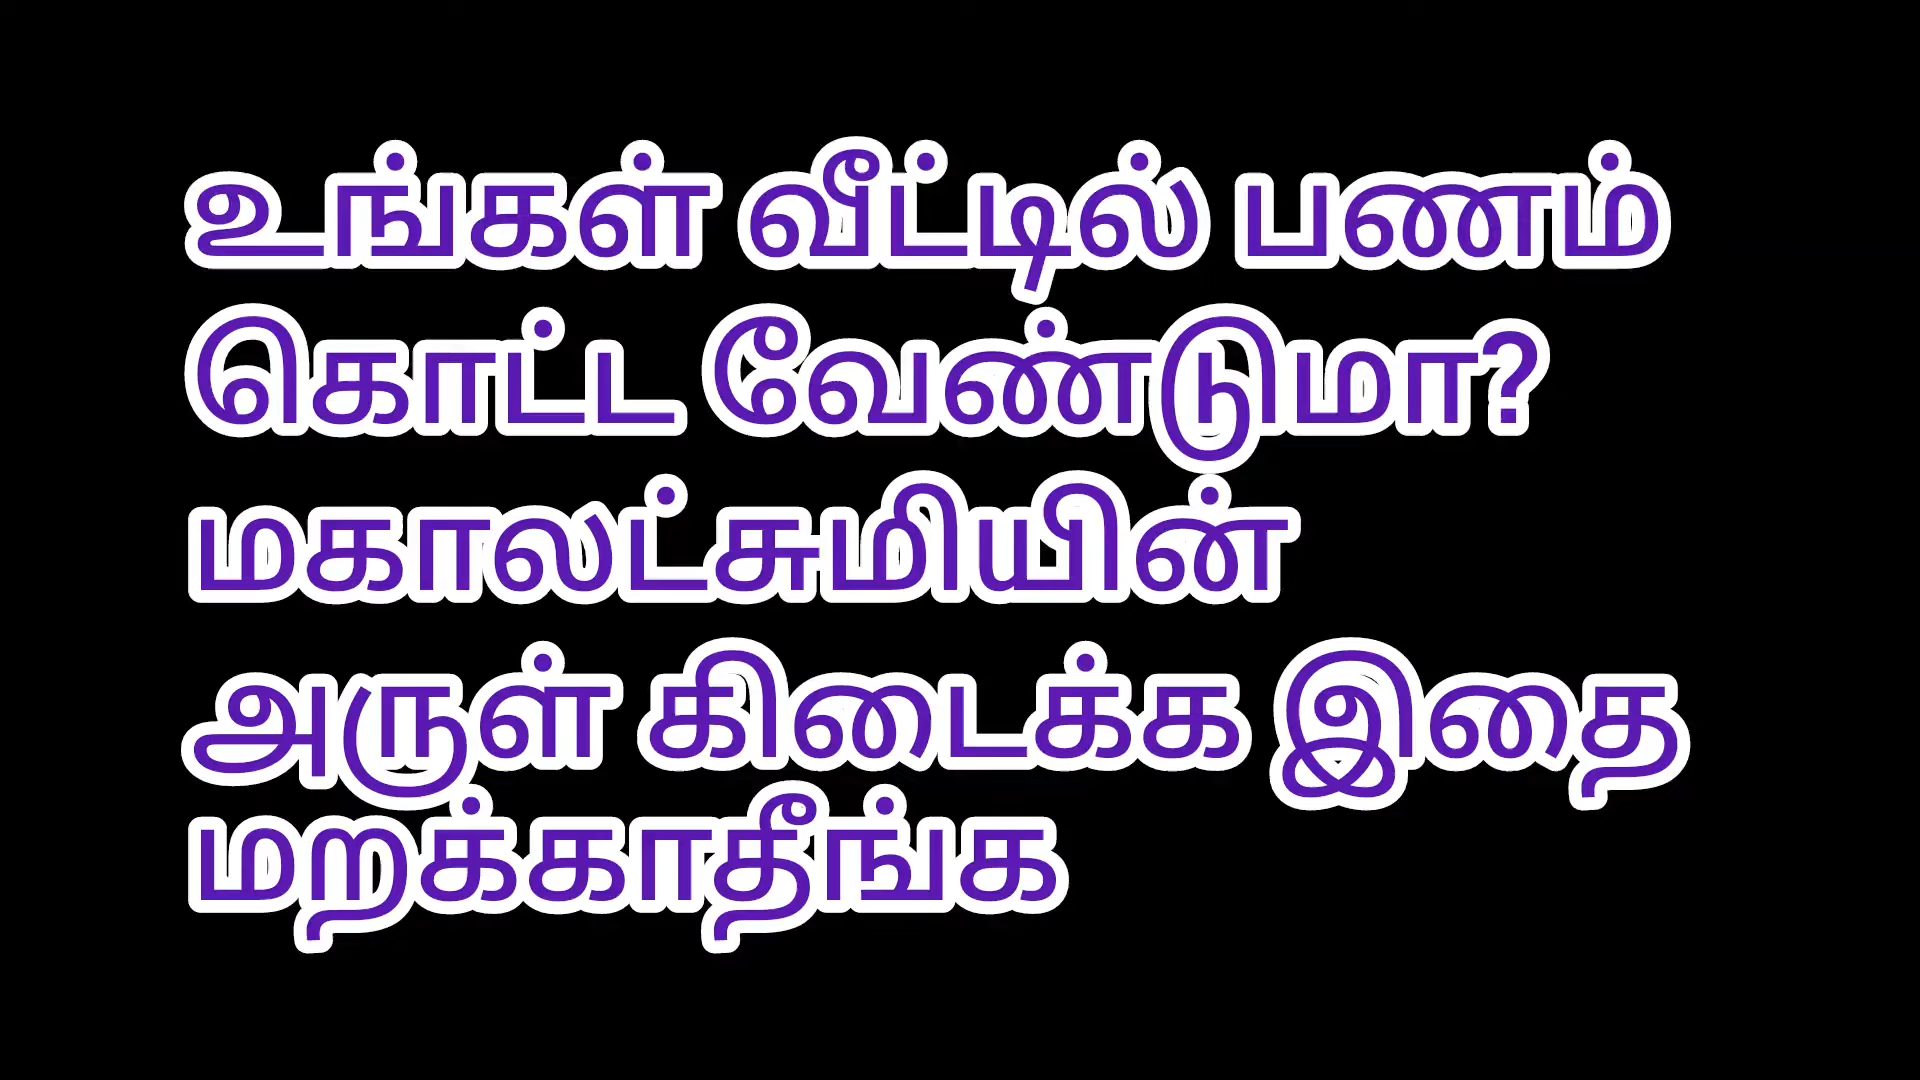 உங்கள் வீட்டில் பணம்
கொட்ட வேண்டுமா?
மகாலட்சுமியின்
அருள் கிடைக்க இதை
மறக்காதீங்க